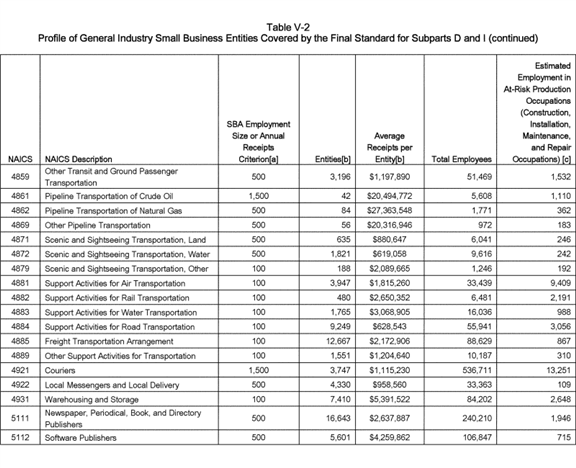 Table V-2
Profile of General Industry Small Business Entities Covered by the Final Standard for Subparts D and I (continued)
NAICS NAICS Description SBA Employment Size or Annual Receipts Criterion[a] Entities[b] Average Receipts per Entity[b] Total Employees Estimated Employment in At-Risk Production Occupations (Construction, Installation, Maintenance, and Repair Occupations) [c]
4859 Other Transit and Ground Passenger Transportation 500 3,196 $1,197,890 51,469 1,532
4861 Pipeline Transportation of Crude Oil 1,500 42 $20,494,772 5,608 1,110
4862 Pipeline Transportation of Natural Gas 500 84 $27,363,548 1,771 362
4869 Other Pipeline Transportation 500 56 $20,316,946 972 183
4871 Scenic and Sightseeing Transportation, Land 500 635 $880,647 6,041 246
4872 Scenic and Sightseeing Transportation, Water 500 1,821 $619,058 9,616 242
4879 Scenic and Sightseeing Transportation, Other 100 188 $2,089,665 1,246 192
4881 Support Activities for Air Transportation 100 3,947 $1,815,260 33,439 9,409
4882 Support Activities for Rail Transportation 100 480 $2,650,352 6,481 2,191
4883 Support Activities for Water Transportation 100 1,765 $3,068,905 16,036 988
4884 Support Activities for Road Transportation 500 9,249 $628,543 55,941 3,056
4885 Freight Transportation Arrangement 100 12,667 $2,172,906 88,629 867
4889 Other Support Activities for Transportation 100 1,551 $1,204,640 10,187 310
4921 Couriers 1,500 3,747 $1,115,230 536,711 13,251
4922 Local Messengers and Local Delivery 500 4,330 $958,560 33,363 109
4931 Warehousing and Storage 100 7,410 $5,391,522 84,202 2,648
5111 Newspaper, Periodical, Book, and Directory Publishers 500 16,643 $2,637,887 240,210 1,946
5112 Software Publishers 500 5,601 $4,259,862 106,847 715